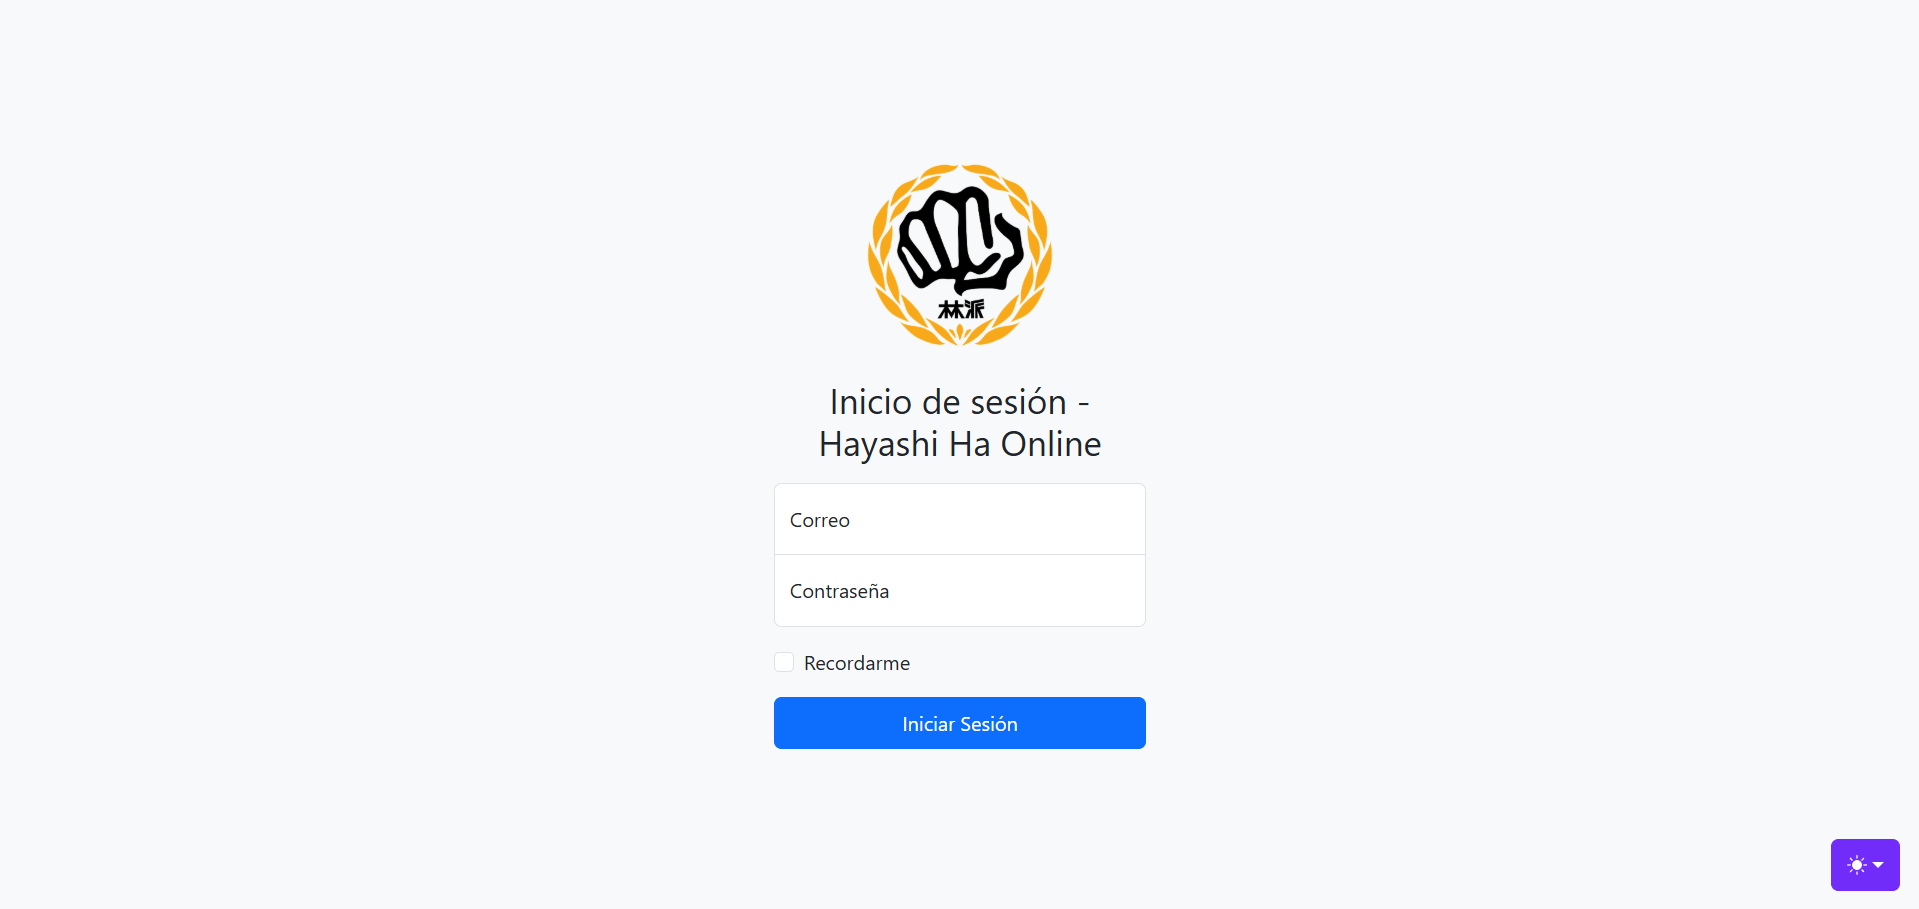 林派
Inicio de sesión -
Hayashi Ha Online
Correo
Contraseña
Recordarme
Iniciar Sesión